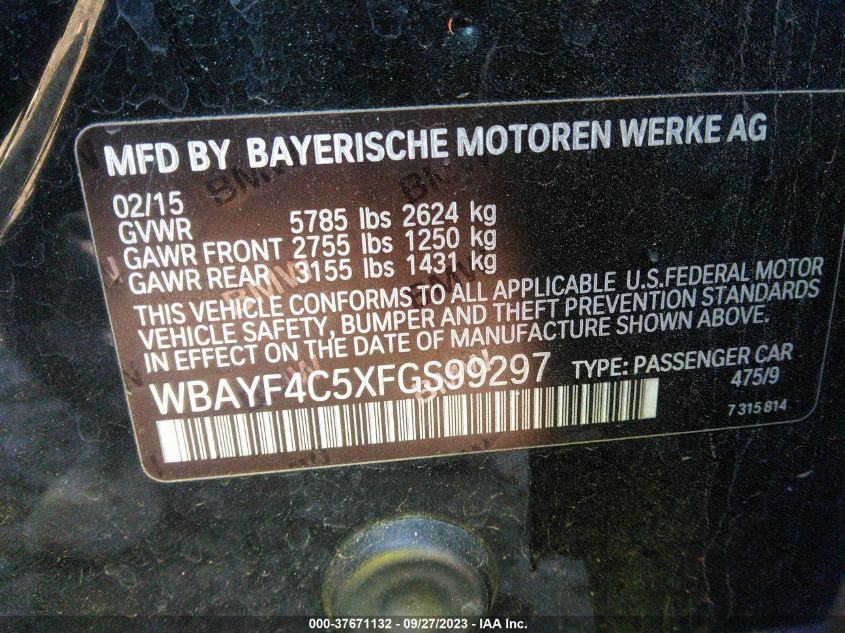 MFD BY BAYERISCHE MOTOREN WERKE AG
02/15
GVWR 5785 lbs 2624 kg
GAWR FRONT 2755 lbs 1250 kg
GAWR REAR 3155 lbs 1431 kg
THIS VEHICLE CONFORMS TO ALL APPLICABLE U.S.FEDERAL MOTOR
VEHICLE SAFETY, BUMPER AND THEFT PREVENTION STANDARDS
IN EFFECT ON THE DATE OF MANUFACTURE SHOWN ABOVE.
WBAYF4C5XFGS99297 TYPE: PASSENGER CAR
475/9
7 315 814
000-37671132 - 09/27/2023 - IAA Inc.